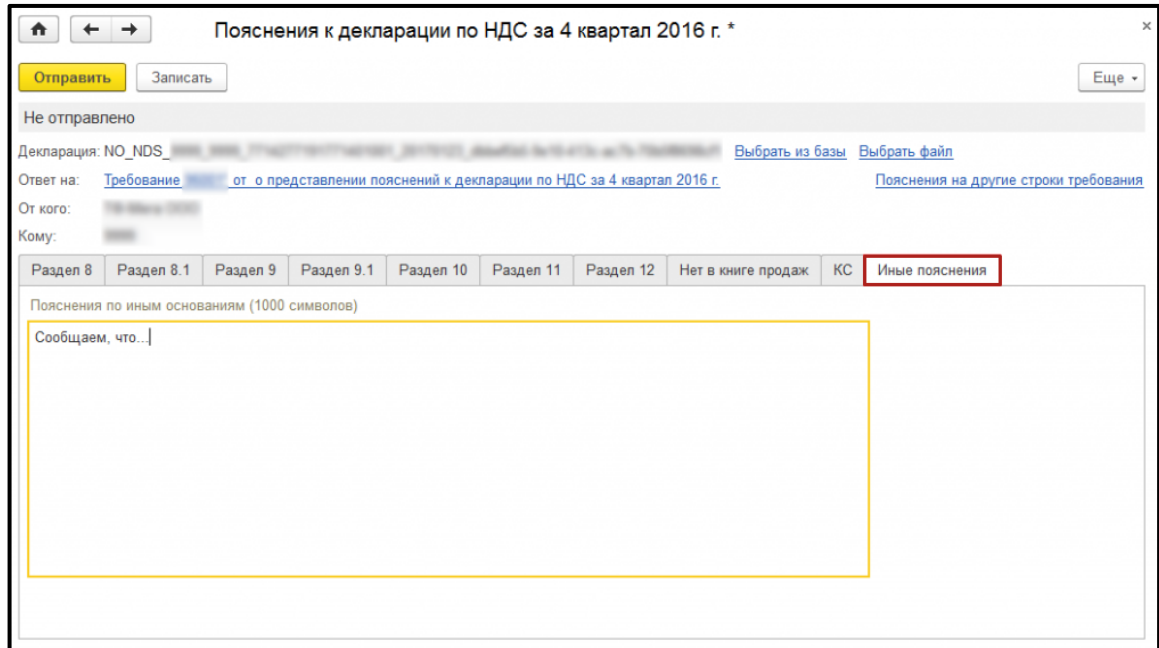 Пояснения к декларации по НДС за 4 квартал 2016 г. *
Отправить Записать Еще
Не отправлено
Декларация: NO_NDS_ Выбрать из базы Выбрать файл
Ответ на: Требование от о представлении пояснений к декларации по НДС за 4 квартал 2016 г. Пояснения на другие строки требования
От кого:
Кому:
Раздел 8 Раздел 8.1 Раздел 9 Раздел 9.1 Раздел 10 Раздел 11 Раздел 12 Нет в книге продаж КС Иные пояснения
Пояснения по иным основаниям (1000 символов)
Сообщаем, что...